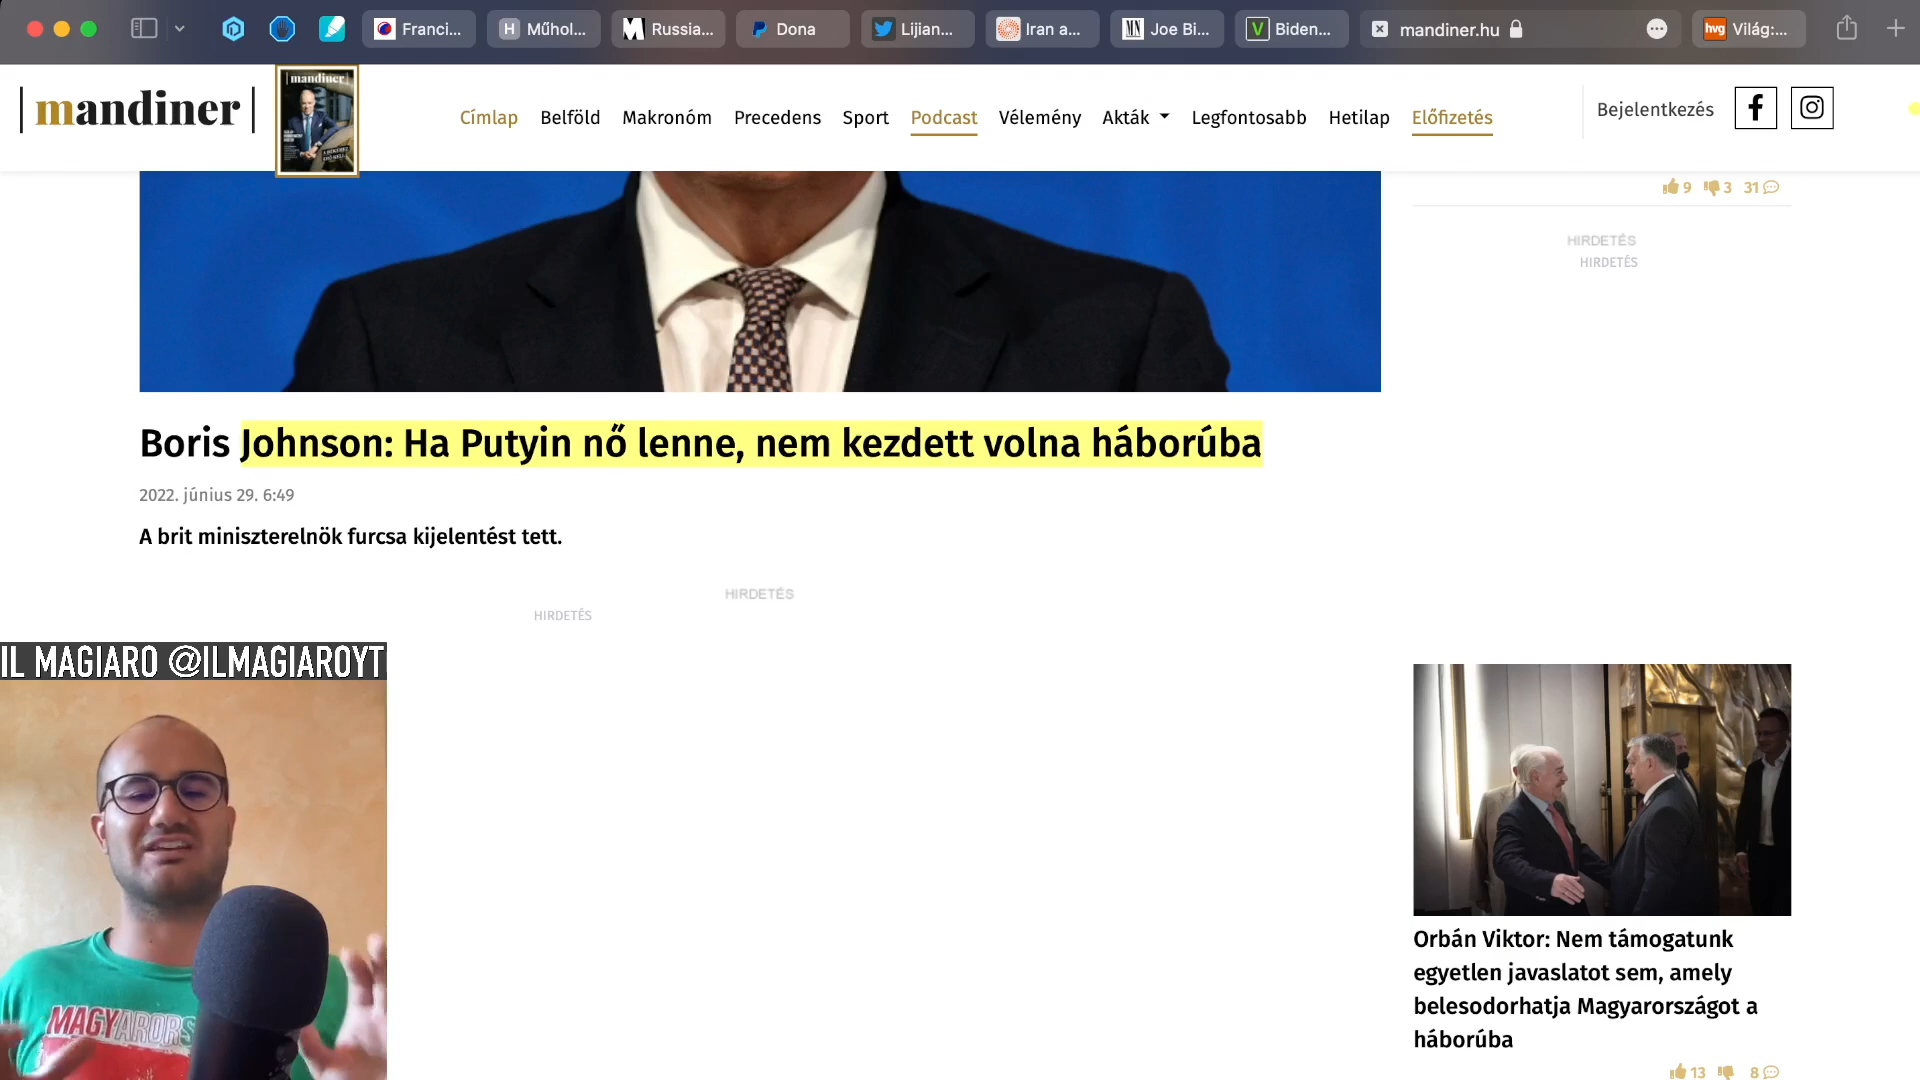 Franci...
Műhol...
Russia...
Dona
Lijian...
Iran a...
Joe Bi...
Biden...
mandiner.hu
hvg
Világ:...
|mandiner|
|mandiner|
Címlap
Belföld
Makronóm
Precedens
Sport
Podcast
Vélemény
Akták
Legfontosabb
Hetilap
Előfizetés
Bejelentkezés
9 3 31
HIRDETÉS
HIRDETÉS
Boris Johnson: Ha Putyin nő lenne, nem kezdett volna háborúba
2022. június 29. 6:49
A brit miniszterelnök furcsa kijelentést tett.
HIRDETÉS
HIRDETÉS
IL MAGIARO @ILMAGIAROYT
MAGYARORS
Orbán Viktor: Nem támogatunk
egyetlen javaslatot sem, amely
belesodorhatja Magyarországot a
háborúba
13 8